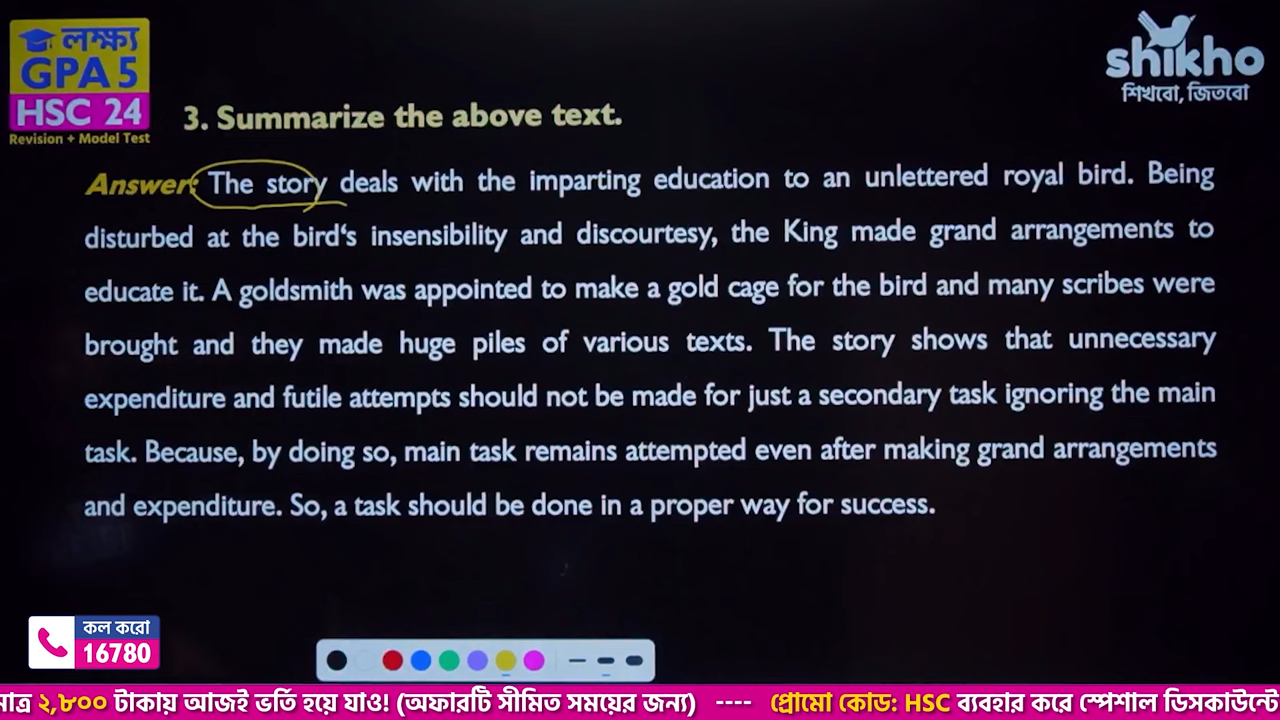 লক্ষ্য
GPA 5
HSC 24
Revision + Model Test
shikho
শিখবো, জিতবো
3. Summarize the above text.
Answer: The story deals with the imparting education to an unlettered royal bird. Being
disturbed at the bird‘s insensibility and discourtesy, the King made grand arrangements to
educate it. A goldsmith was appointed to make a gold cage for the bird and many scribes were
brought and they made huge piles of various texts. The story shows that unnecessary
expenditure and futile attempts should not be made for just a secondary task ignoring the main
task. Because, by doing so, main task remains attempted even after making grand arrangements
and expenditure. So, a task should be done in a proper way for success.
কল করো
16780
মাত্র ২,৮০০ টাকায় আজই ভর্তি হয়ে যাও! (অফারটি সীমিত সময়ের জন্য) ---- প্রোমো কোড: HSC ব্যবহার করে স্পেশাল ডিসকাউন্টে